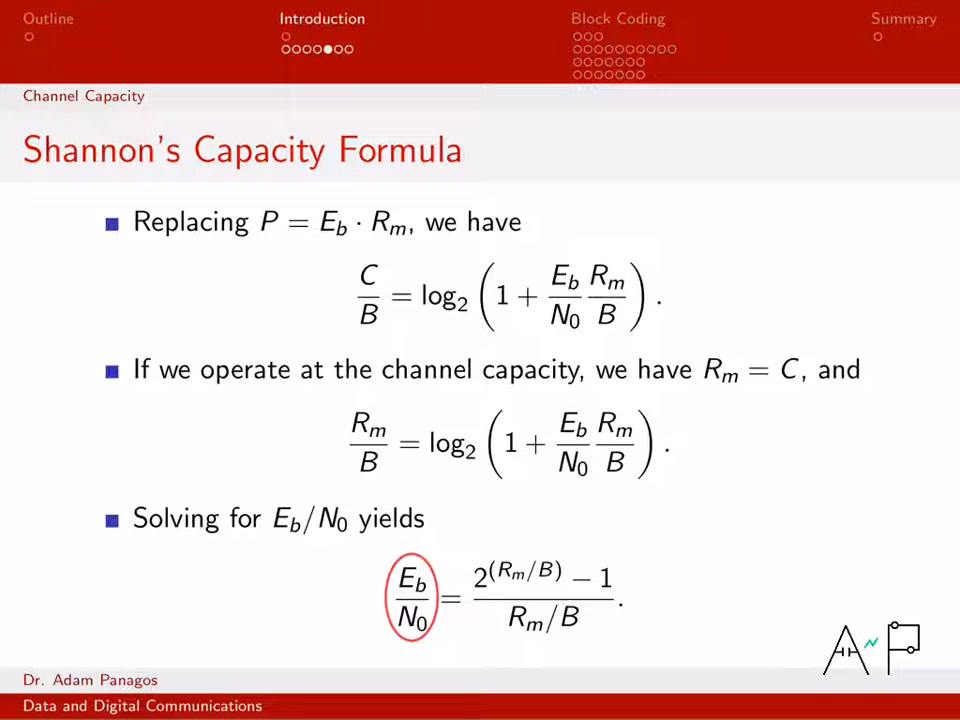 Outline Introduction Block Coding Summary
Channel Capacity
Shannon's Capacity Formula
Replacing P = E_b · R_m, we have
C/B = log_2 (1 + E_b/N_0 R_m/B).
If we operate at the channel capacity, we have R_m = C, and
R_m/B = log_2 (1 + E_b/N_0 R_m/B).
Solving for E_b/N_0 yields
E_b/N_0 = (2^(R_m/B) − 1)/(R_m/B).
Dr. Adam Panagos
Data and Digital Communications